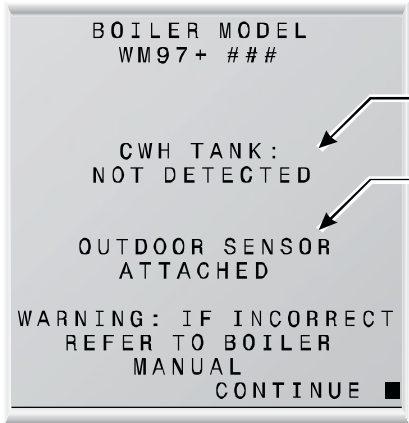 BOILER MODEL
WM97+ ###
CWH TANK:
NOT DETECTED
OUTDOOR SENSOR
ATTACHED
WARNING: IF INCORRECT
REFER TO BOILER
MANUAL
CONTINUE